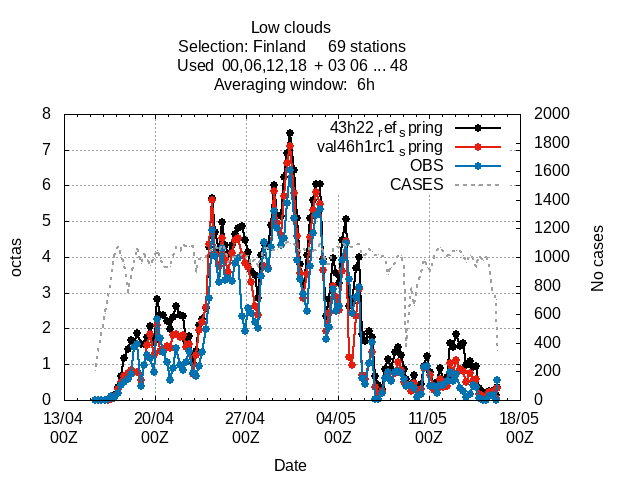 Low clouds
Selection: Finland 69 stations
Used 00,06,12,18 + 03 06 ... 48
Averaging window: 6h
8 2000
43h22 ref spring
7 1800
val46h1rc1 spring
OBS
6 CASES 1600
1400
5 1200
octas
4 1000
No cases
3 800
600
2 400
1 200
0 0
13/04 20/04 27/04 04/05 11/05 18/05
00Z 00Z 00Z 00Z 00Z 00Z
Date